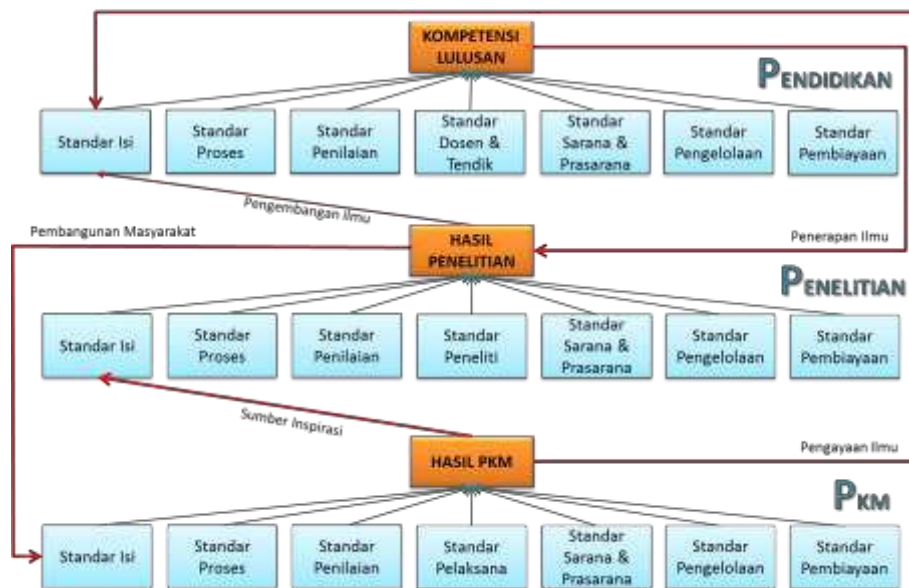 KOMPETENSI
LULUSAN
PENDIDIKAN
Standar Isi
Standar
Proses
Standar
Penilaian
Standar
Dosen &
Tendik
Standar
Sarana &
Prasarana
Standar
Pengelolaan
Standar
Pembiayaan
Pengembangan Ilmu
Pembangunan Masyarakat
HASIL
PENELITIAN
Penerapan Ilmu
PENELITIAN
Standar Isi
Standar
Proses
Standar
Penilaian
Standar
Peneliti
Standar
Sarana &
Prasarana
Standar
Pengelolaan
Standar
Pembiayaan
Sumber Inspirasi
HASIL PKM
Pengayaan Ilmu
PKM
Standar Isi
Standar
Proses
Standar
Penilaian
Standar
Pelaksana
Standar
Sarana &
Prasarana
Standar
Pengelolaan
Standar
Pembiayaan